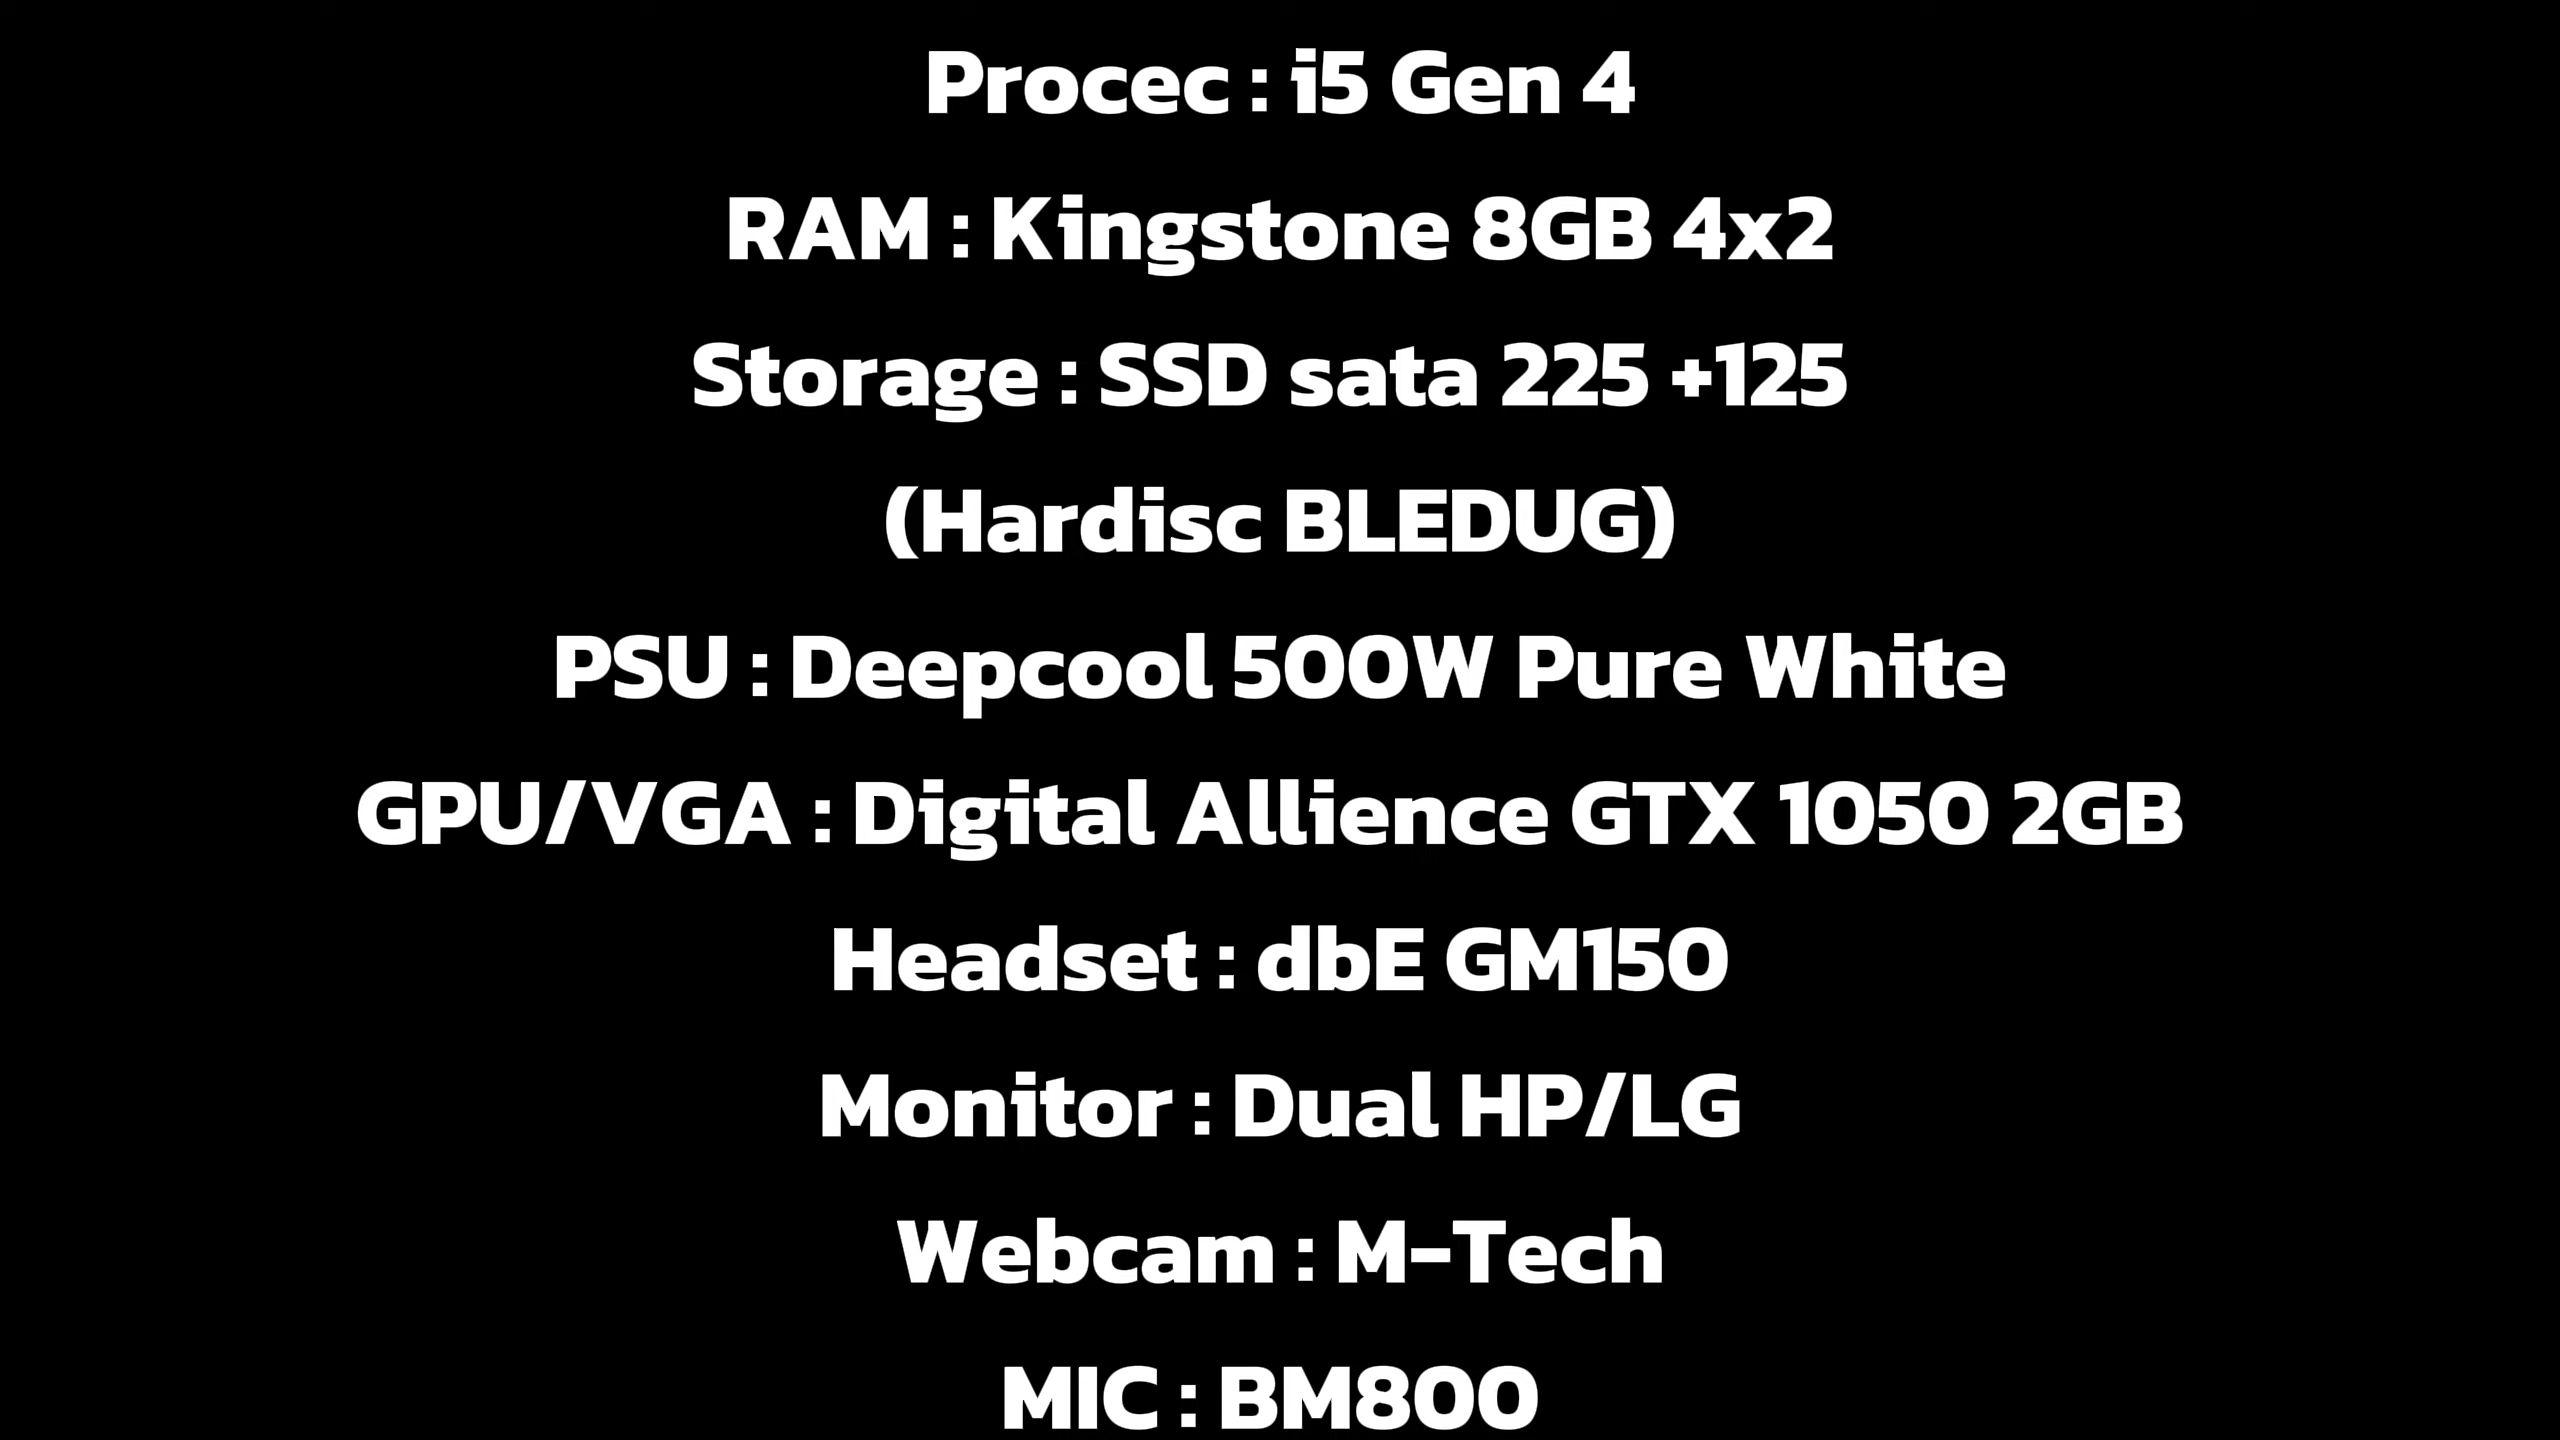 Procec : i5 Gen 4
RAM : Kingstone 8GB 4x2
Storage : SSD sata 225 +125
(Hardisc BLEDUG)
PSU : Deepcool 500W Pure White
GPU/VGA : Digital Allience GTX 1050 2GB
Headset : dbE GM150
Monitor : Dual HP/LG
Webcam : M-Tech
MIC : BM800